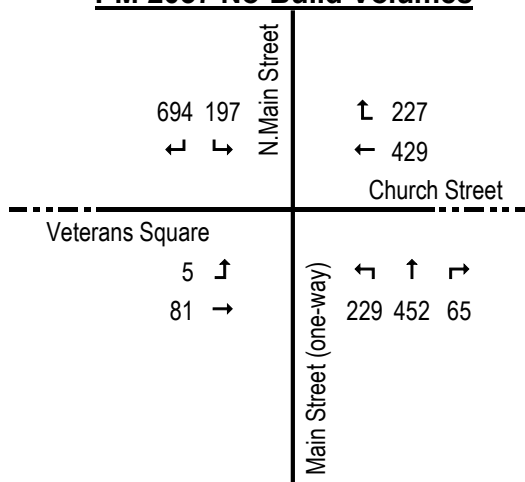 PM 2037 No-Build Volumes
N.Main Street
694 197
227
429
Church Street
Veterans Square
5
81
Main Street (one-way)
229 452 65